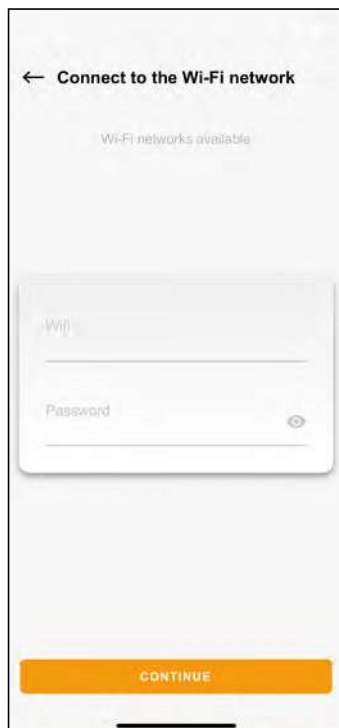 Connect to the Wi-Fi network
Wi-Fi networks available
Wifi
Password
CONTINUE